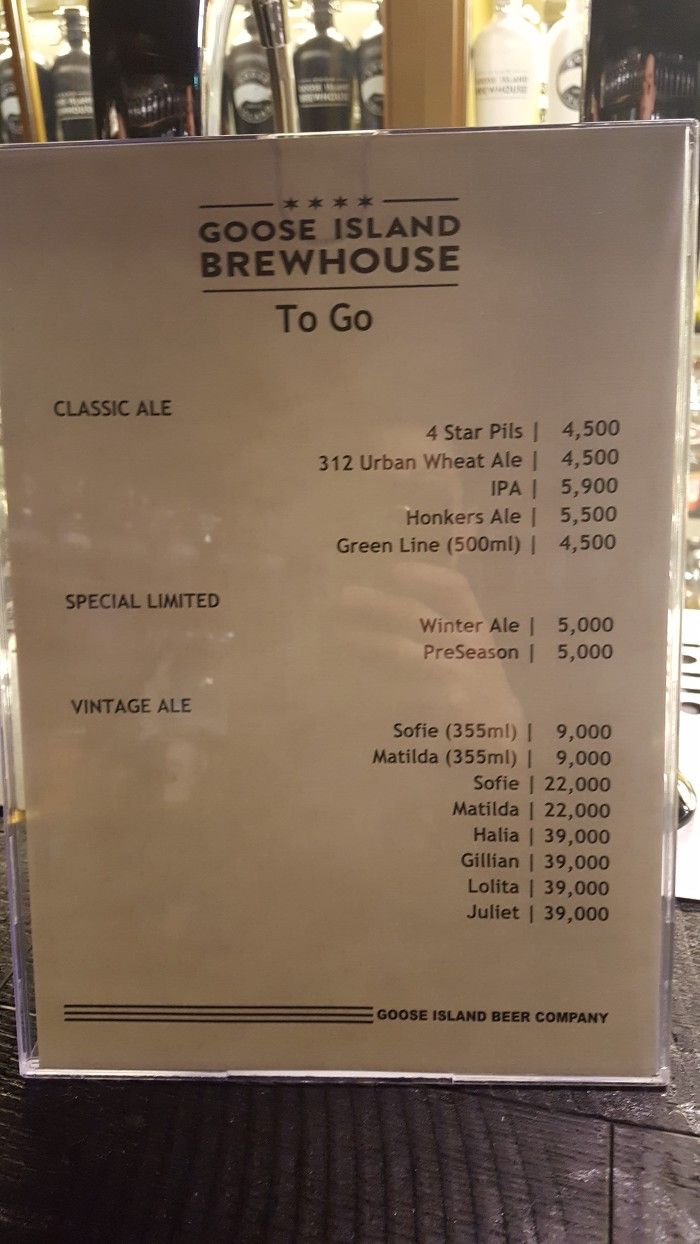 GOOSE ISLAND
BREWHOUSE
GOOSE ISLAND
BREWHOUSE
To Go
CLASSIC ALE
4 Star Pils | 4,500
312 Urban Wheat Ale | 4,500
IPA | 5,900
Honkers Ale | 5,500
Green Line (500ml) | 4,500
SPECIAL LIMITED
Winter Ale | 5,000
PreSeason | 5,000
VINTAGE ALE
Sofie (355ml) | 9,000
Matilda (355ml) | 9,000
Sofie | 22,000
Matilda | 22,000
Halia | 39,000
Gillian | 39,000
Lolita | 39,000
Juliet | 39,000
GOOSE ISLAND BEER COMPANY